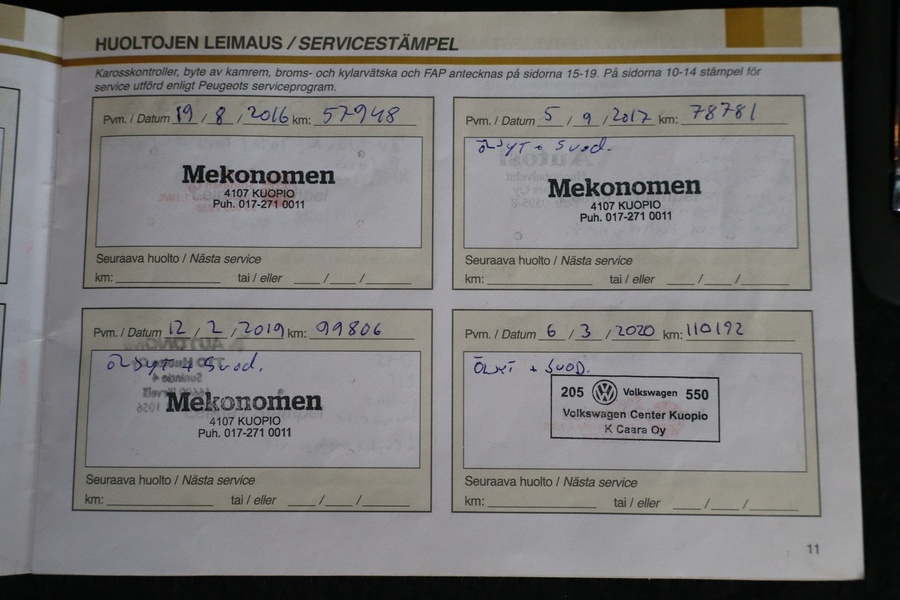 HUOLTOJEN LEIMAUS / SERVICESTÄMPEL
Karosskontroller, byte av kamrem, broms- och kylarvätska och FAP antecknas på sidorna 15-19. På sidorna 10-14 stämpel för
service utförd enligt Peugeots serviceprogram.
Pvm. / Datum 19 / 8 / 2016 km: 57948
Mekonomen
4107 KUOPIO
Puh. 017-271 0011
Seuraava huolto / Nästa service
km: tai / eller / /
Pvm. / Datum 5 / 9 / 2017 km: 78781
ÖLJYT + Suod.
Mekonomen
4107 KUOPIO
Puh. 017-271 0011
Seuraava huolto / Nästa service
km: tai / eller / /
Pvm. / Datum 12 / 2 / 2019 km: 99806
ÖLJYT + Suod.
Mekonomen
4107 KUOPIO
Puh. 017-271 0011
Seuraava huolto / Nästa service
km: tai / eller / /
Pvm. / Datum 6 / 3 / 2020 km: 110192
+ SUOD.
205 Volkswagen 550
Volkswagen Center Kuopio
K Caara Oy
Seuraava huolto / Nästa service
km: tai / eller / /
11